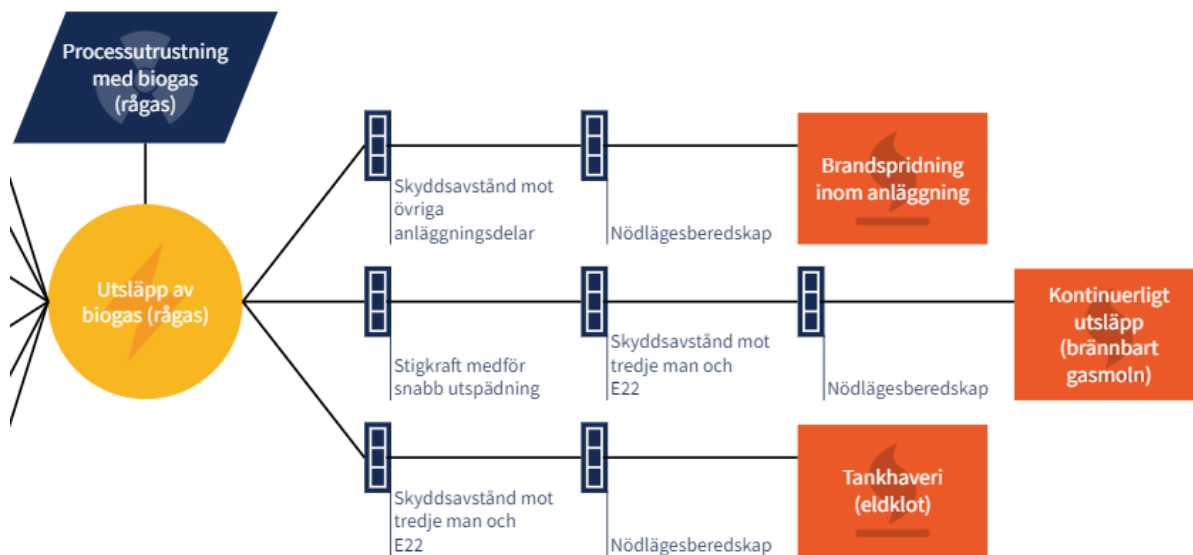 Processutrustning
med biogas
(rågas)
Utsläpp av
biogas (rågas)
Skyddsavstånd mot
övriga
anläggningsdelar
Nödlägesberedskap
Brandspridning
inom anläggning
Stigkraft medför
snabb utspädning
Skyddsavstånd mot
tredje man och
E22
Nödlägesberedskap
Kontinuerligt
utsläpp
(brännbart
gasmoln)
Skyddsavstånd mot
tredje man och
E22
Nödlägesberedskap
Tankhaveri
(eldklot)